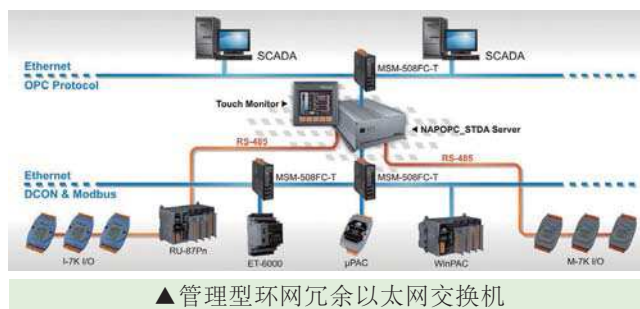 SCADA
SCADA
Ethernet
OPC Protocol
MSM-508FC-T
Touch Monitor ►
◄ NAPOPC_STDA Server
RS-485
RS-485
Ethernet
DCON & Modbus
MSM-508FC-T
MSM-508FC-T
I-7K I/O
RU-87Pn
ET-6000
μPAC
WinPAC
M-7K I/O
▲管理型环网冗余以太网交换机